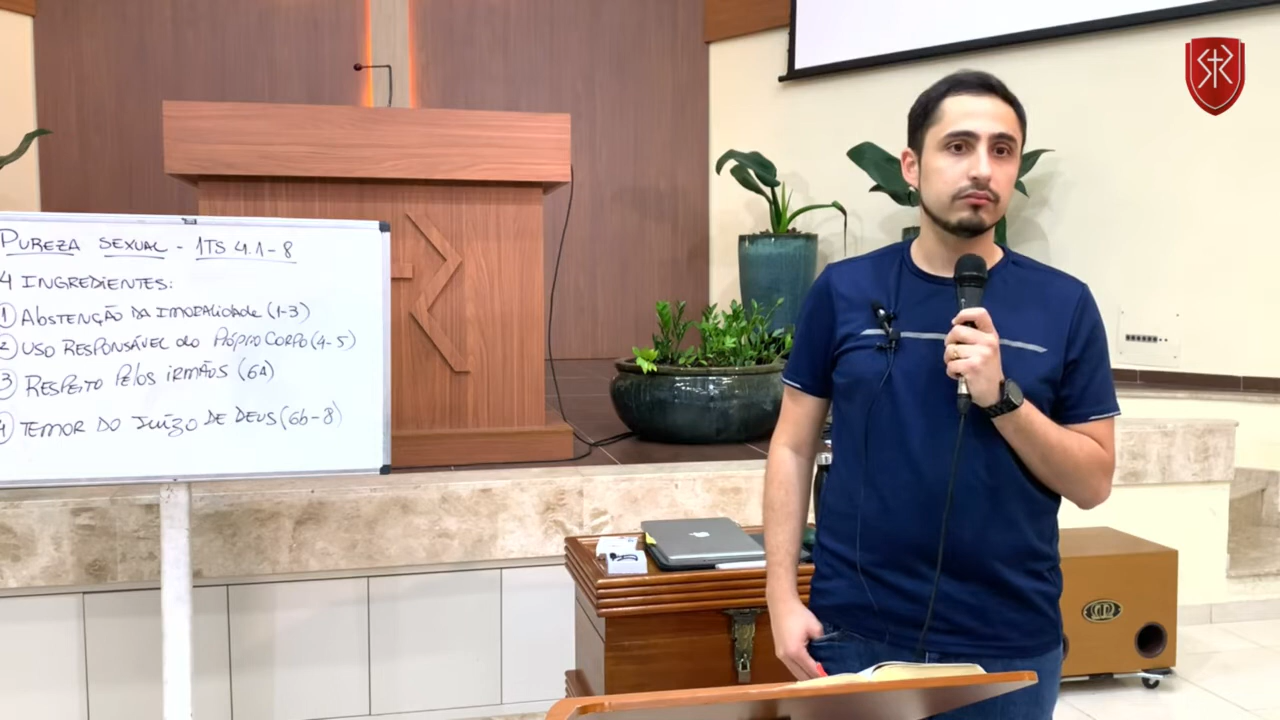 PUREZA SEXUAL - 1TS 4.1-8
4 INGREDIENTES:
1 ABSTENÇÃO DA IMORALIDADE (1-3)
2 USO RESPONSÁVEL do PÓPRIO CORPO (4-5)
3 RESPEITO PELOS IRMÃOS (6A)
4 TEMOR DO JUÍZO DE DEUS (6b-8)